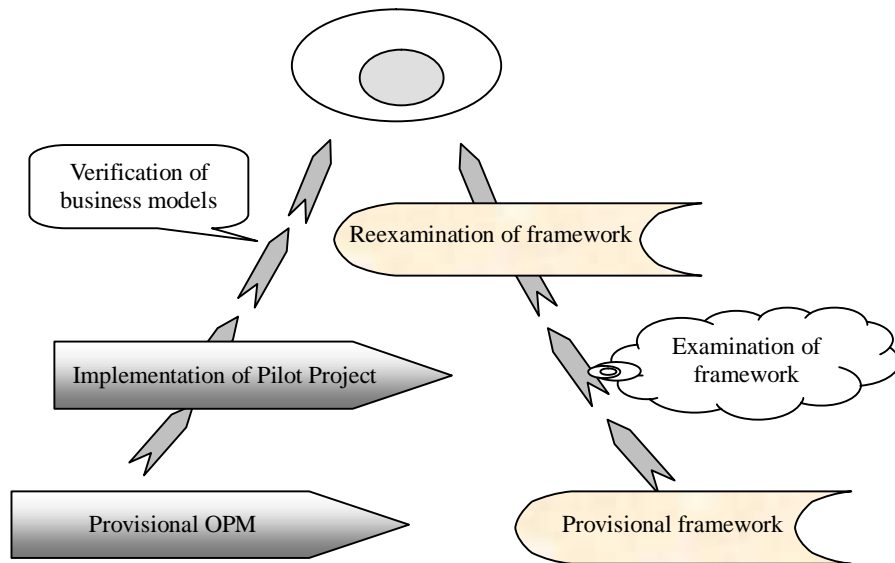 Verification of
business models
Reexamination of framework
Examination of
framework
Implementation of Pilot Project
Provisional OPM
Provisional framework